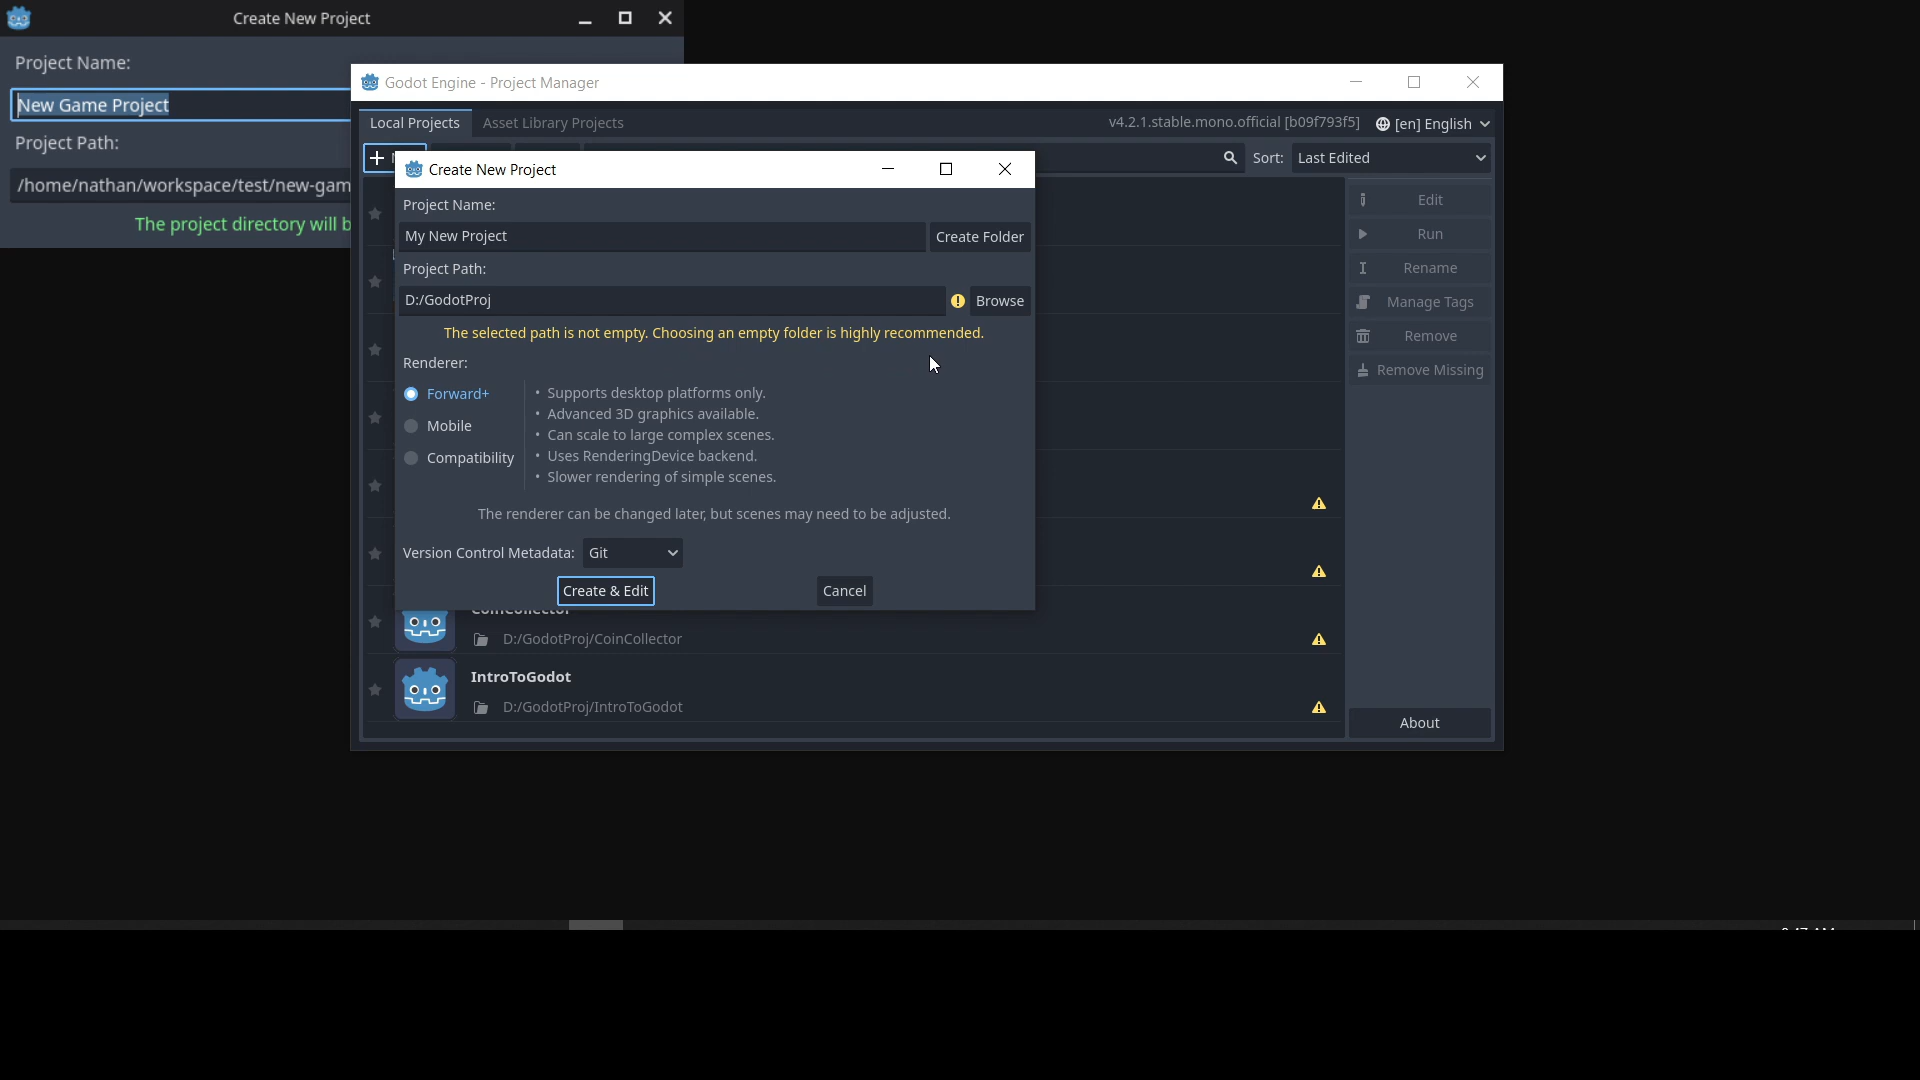 Create New Project
Project Name:
New Game Project
Project Path:
/home/nathan/workspace/test/new-gam
The project directory will b
Godot Engine - Project Manager
Local Projects
Asset Library Projects
v4.2.1.stable.mono.official [b09f793f5]
[en] English
Sort:
Last Edited
Create New Project
Project Name:
My New Project
Create Folder
Project Path:
D:/GodotProj
Browse
The selected path is not empty. Choosing an empty folder is highly recommended.
Renderer:
Forward+
Mobile
Compatibility
• Supports desktop platforms only.
• Advanced 3D graphics available.
• Can scale to large complex scenes.
• Uses RenderingDevice backend.
• Slower rendering of simple scenes.
The renderer can be changed later, but scenes may need to be adjusted.
Version Control Metadata:
Git
Create & Edit
Cancel
CoinCollector
D:/GodotProj/CoinCollector
IntroToGodot
D:/GodotProj/IntroToGodot
Edit
Run
Rename
Manage Tags
Remove
Remove Missing
About